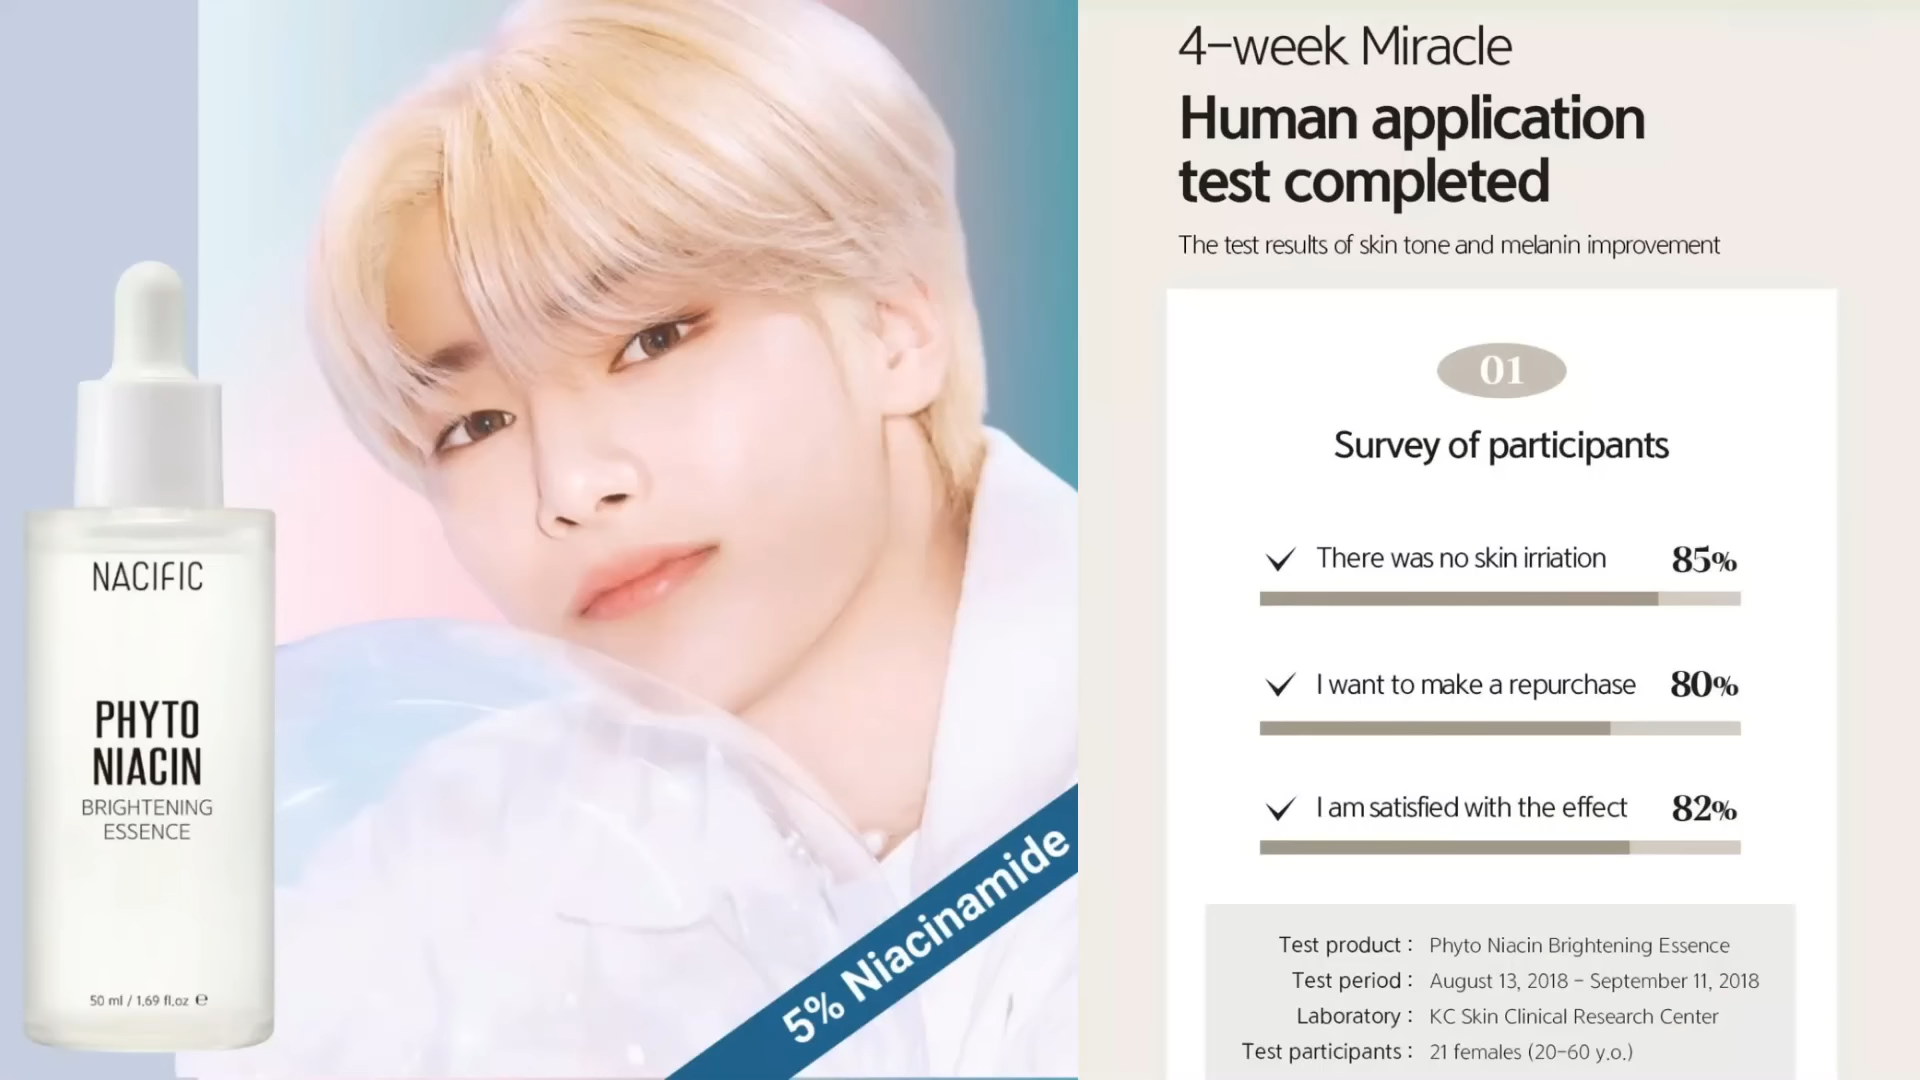 NACIFIC
PHYTO
NIACIN
BRIGHTENING
ESSENCE
50 ml / 1.69 fl.oz ℮
5% Niacinamide
4-week Miracle
Human application
test completed
The test results of skin tone and melanin improvement
01
Survey of participants
There was no skin irriation 85%
I want to make a repurchase 80%
I am satisfied with the effect 82%
Test product : Phyto Niacin Brightening Essence
Test period : August 13, 2018 - September 11, 2018
Laboratory : KC Skin Clinical Research Center
Test participants : 21 females (20-60 y.o.)